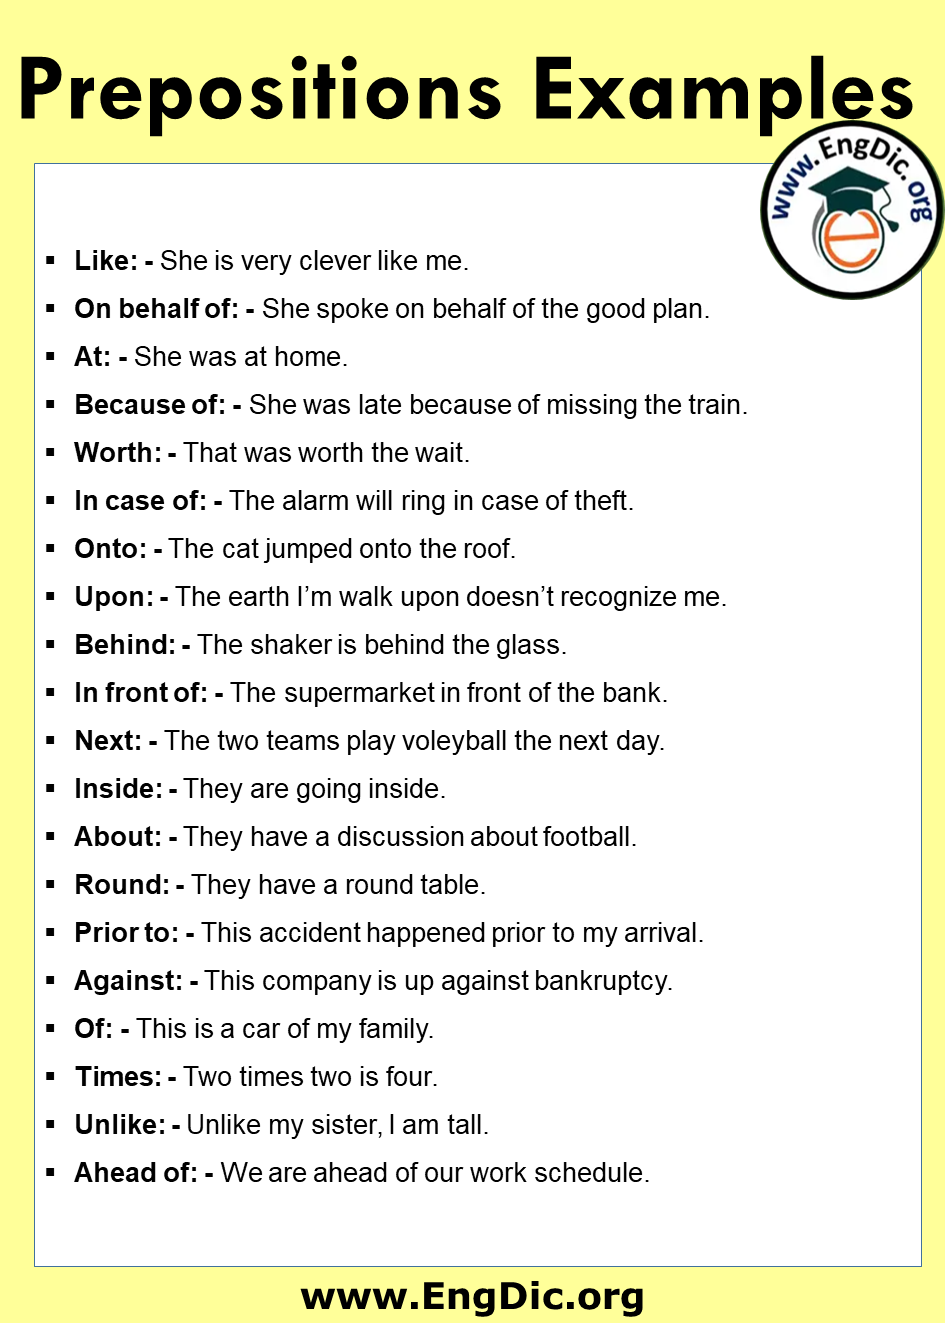 Prepositions Examples
www.EngDic.org
▪ Like: - She is very clever like me.
▪ On behalf of: - She spoke on behalf of the good plan.
▪ At: - She was at home.
▪ Because of: - She was late because of missing the train.
▪ Worth: - That was worth the wait.
▪ In case of: - The alarm will ring in case of theft.
▪ Onto: - The cat jumped onto the roof.
▪ Upon: - The earth I’m walk upon doesn’t recognize me.
▪ Behind: - The shaker is behind the glass.
▪ In front of: - The supermarket in front of the bank.
▪ Next: - The two teams play voleyball the next day.
▪ Inside: - They are going inside.
▪ About: - They have a discussion about football.
▪ Round: - They have a round table.
▪ Prior to: - This accident happened prior to my arrival.
▪ Against: - This company is up against bankruptcy.
▪ Of: - This is a car of my family.
▪ Times: - Two times two is four.
▪ Unlike: - Unlike my sister, I am tall.
▪ Ahead of: - We are ahead of our work schedule.
www.EngDic.org